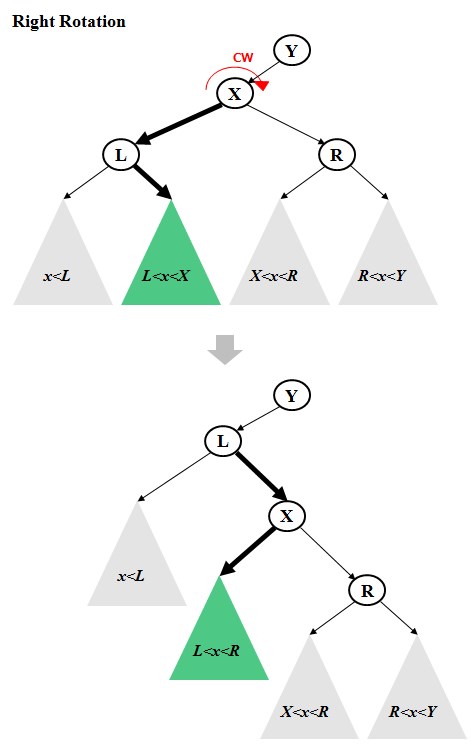 Right Rotation
Y
CW
X
L
R
x<L
L<x<X
X<x<R
R<x<Y
Y
L
X
x<L
R
L<x<R
X<x<R
R<x<Y